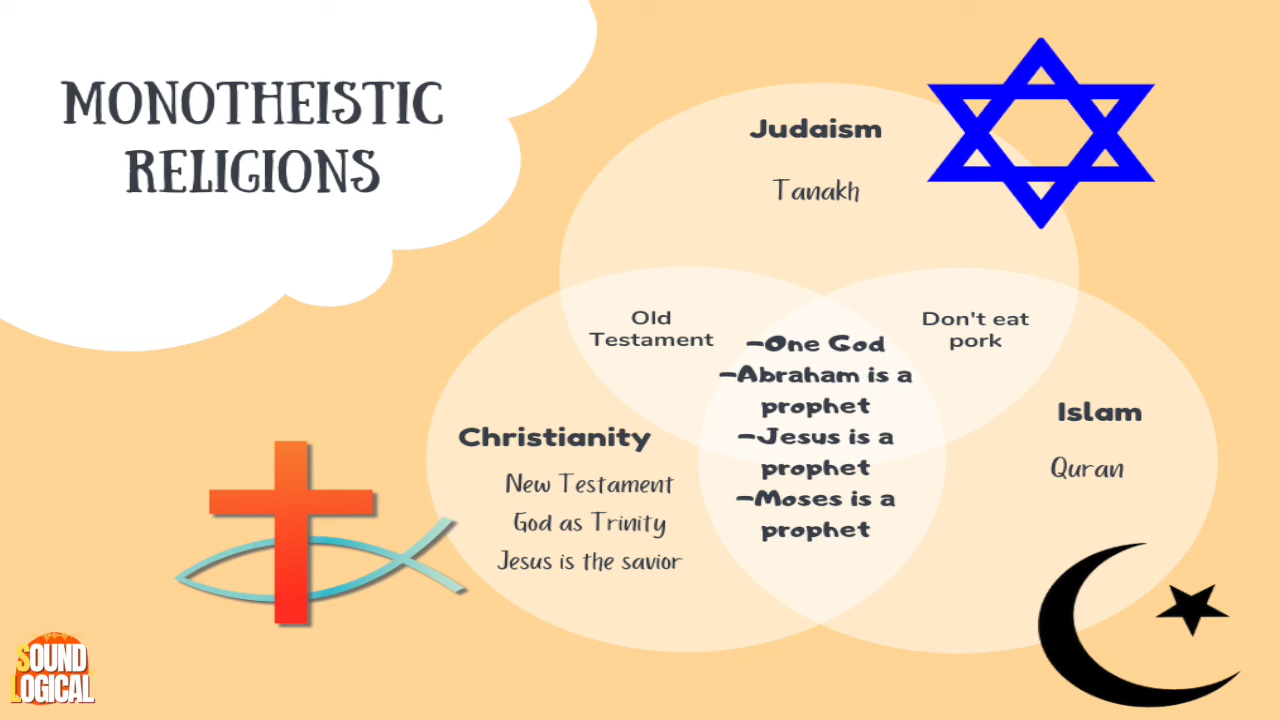 MONOTHEISTIC
RELIGIONS
Judaism
Tanakh
Old
Testament
Don't eat
pork
-One God
-Abraham is a
prophet
-Jesus is a
prophet
-Moses is a
prophet
Christianity
New Testament
God as Trinity
Jesus is the savior
Islam
Quran
SOUND
LOGICAL